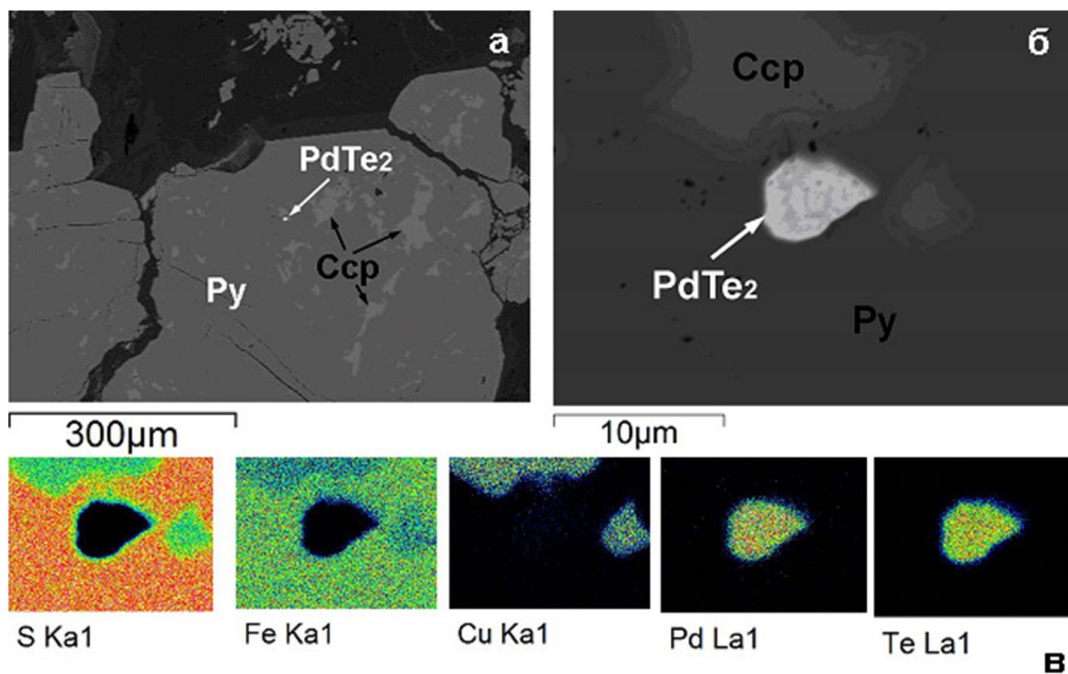 а
PdTe₂
Ccp
Py
300µm
б
Ccp
PdTe₂
Py
10µm
S Ka1
Fe Ka1
Cu Ka1
Pd La1
Te La1
в